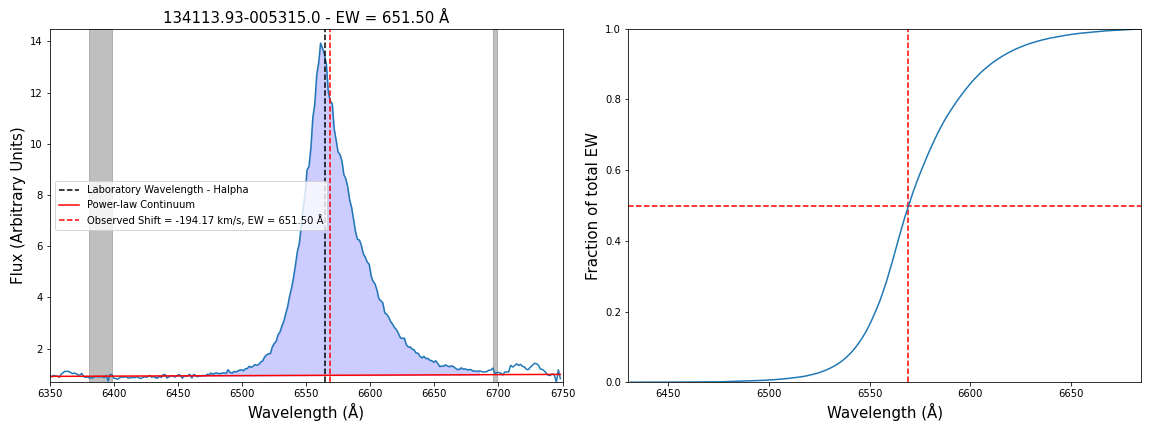 134113.93-005315.0 - EW = 651.50 Å
Flux (Arbitrary Units)
14
12
10
8
6
4
2
Laboratory Wavelength - Halpha
Power-law Continuum
Observed Shift = -194.17 km/s, EW = 651.50 Å
6350 6400 6450 6500 6550 6600 6650 6700 6750
Wavelength (Å)
Fraction of total EW
1.0
0.8
0.6
0.4
0.2
0.0
6450 6500 6550 6600 6650
Wavelength (Å)